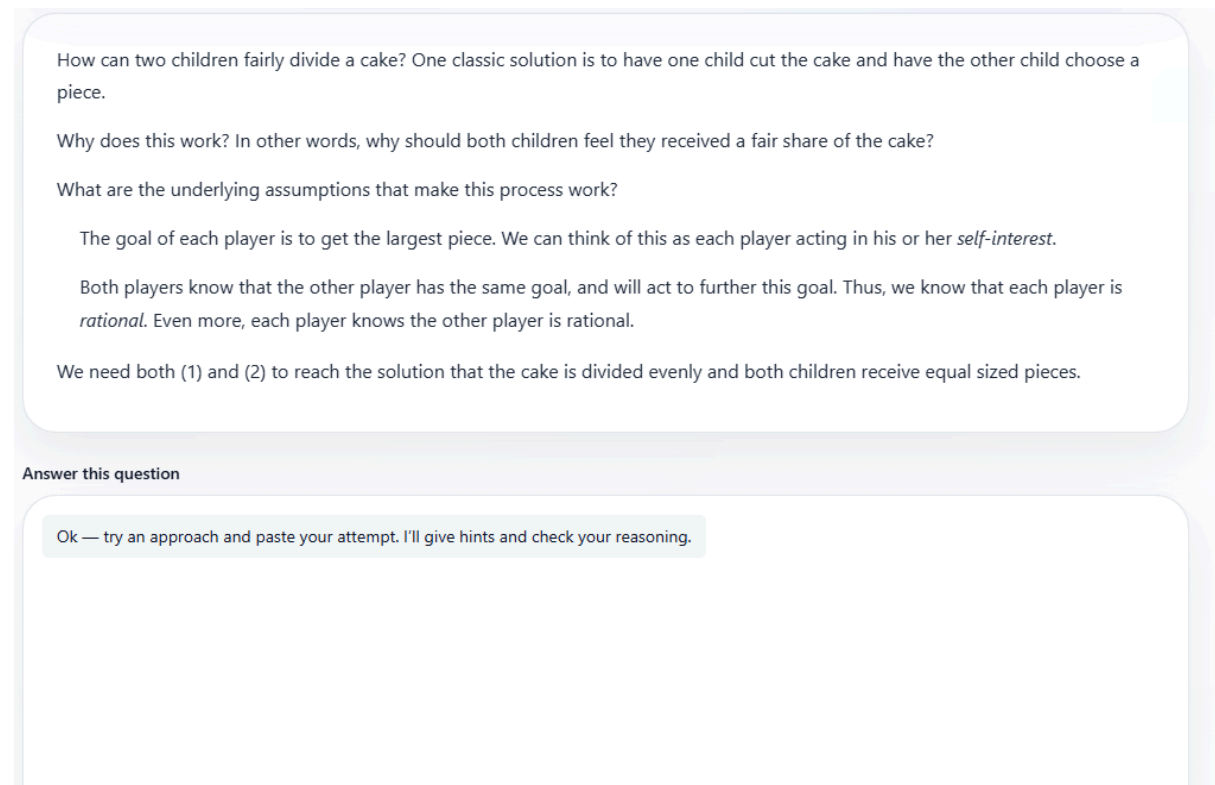 How can two children fairly divide a cake? One classic solution is to have one child cut the cake and have the other child choose a
piece.
Why does this work? In other words, why should both children feel they received a fair share of the cake?
What are the underlying assumptions that make this process work?
The goal of each player is to get the largest piece. We can think of this as each player acting in his or her self-interest.
Both players know that the other player has the same goal, and will act to further this goal. Thus, we know that each player is
rational. Even more, each player knows the other player is rational.
We need both (1) and (2) to reach the solution that the cake is divided evenly and both children receive equal sized pieces.
Answer this question
Ok — try an approach and paste your attempt. I'll give hints and check your reasoning.